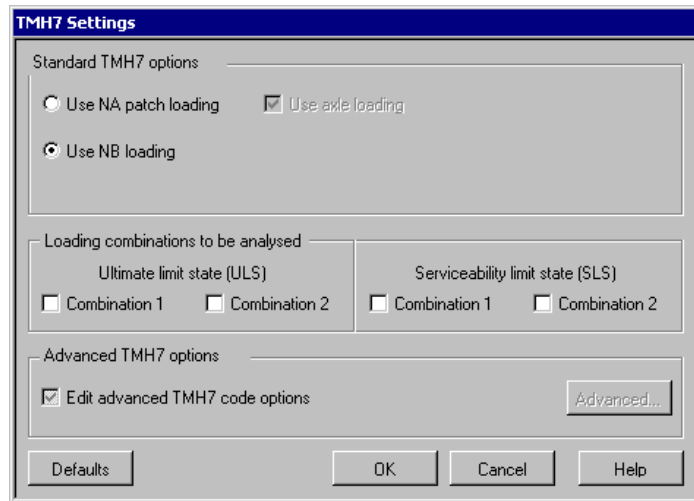 TMH7 Settings
Standard TMH7 options
Use NA patch loading Use axle loading
Use NB loading
Loading combinations to be analysed
Ultimate limit state (ULS) Serviceability limit state (SLS)
Combination 1 Combination 2 Combination 1 Combination 2
Advanced TMH7 options
Edit advanced TMH7 code options Advanced...
Defaults OK Cancel Help